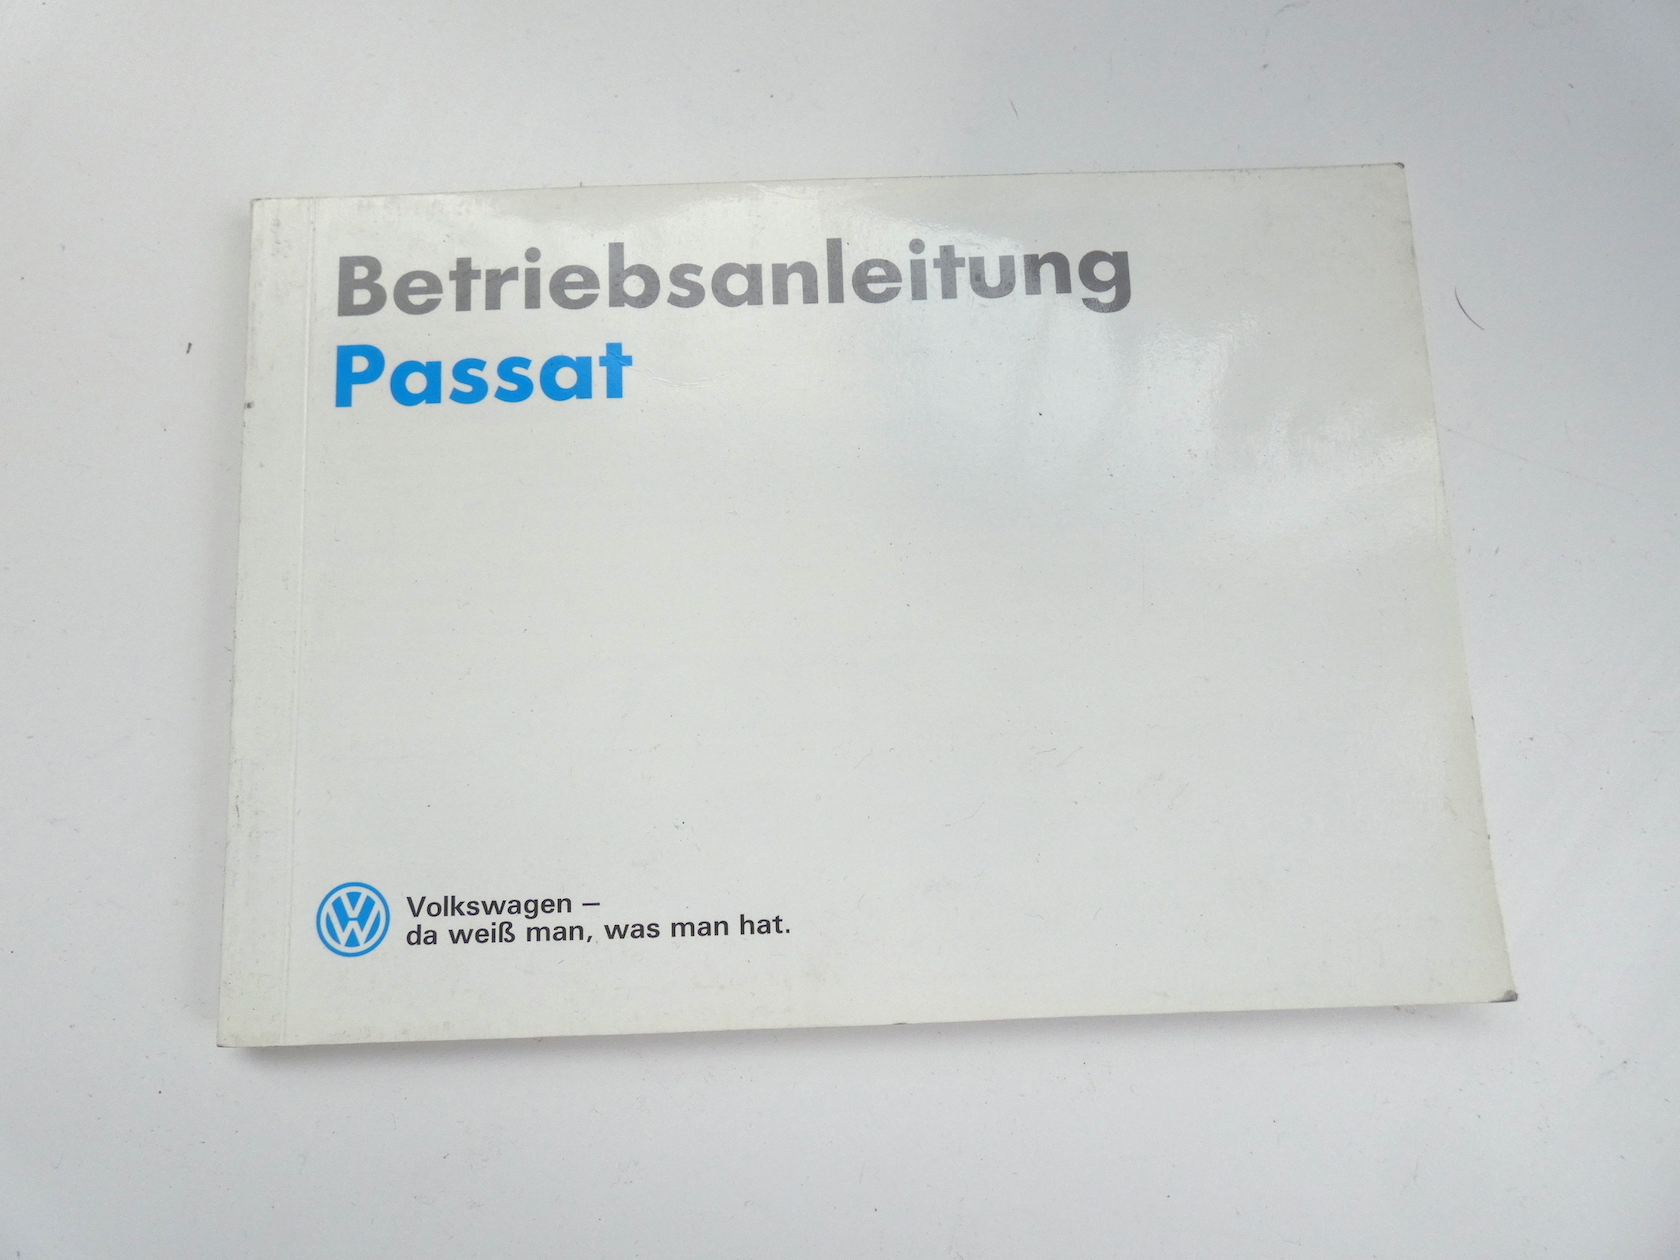 Betriebsanleitung
Passat
Volkswagen –
da weiß man, was man hat.